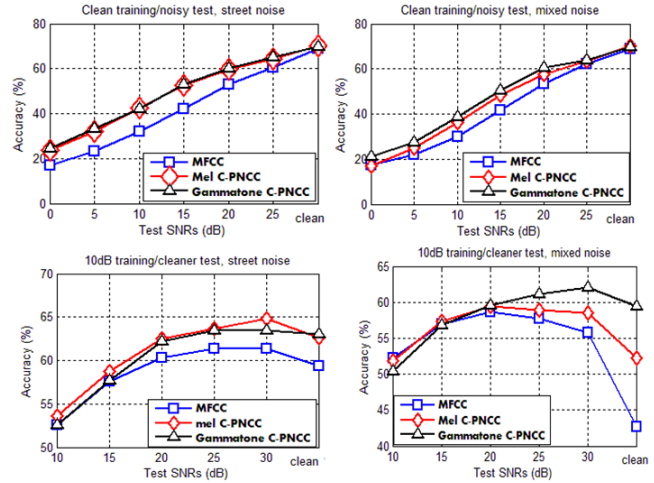 Clean training/noisy test, street noise
80
60
40
20
0
Accuracy (%)
MFCC
Mel C-PNCC
Gammatone C-PNCC
0 5 10 15 20 25 clean
Test SNRs (dB)
Clean training/noisy test, mixed noise
80
60
40
20
0
Accuracy (%)
MFCC
Mel C-PNCC
Gammatone C-PNCC
0 5 10 15 20 25 clean
Test SNRs (dB)
10dB training/cleaner test, street noise
70
65
60
55
50
Accuracy (%)
MFCC
mel C-PNCC
Gammatone C-PNCC
10 15 20 25 30 clean
Test SNRs (dB)
10dB training/cleaner test, mixed noise
65
60
55
50
45
40
Accuracy (%)
MFCC
Mel C-PNCC
Gammatone C-PNCC
10 15 20 25 30 clean
Test SNRs (dB)